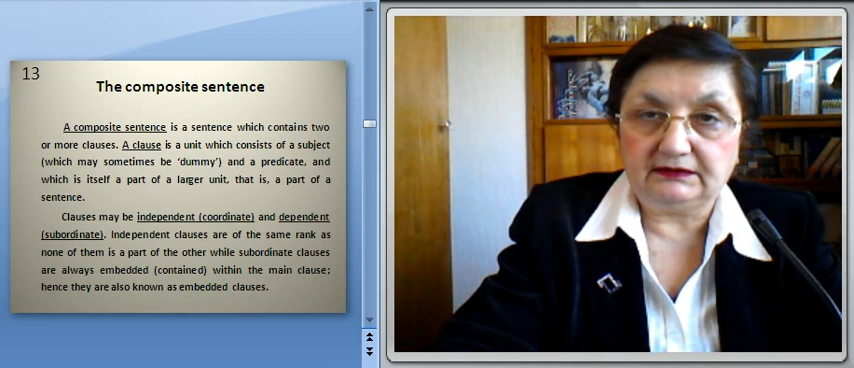 13
The composite sentence
A composite sentence is a sentence which contains two
or more clauses. A clause is a unit which consists of a subject
(which may sometimes be ‘dummy’) and a predicate, and
which is itself a part of a larger unit, that is, a part of a
sentence.
Clauses may be independent (coordinate) and dependent
(subordinate). Independent clauses are of the same rank as
none of them is a part of the other while subordinate clauses
are always embedded (contained) within the main clause;
hence they are also known as embedded clauses.